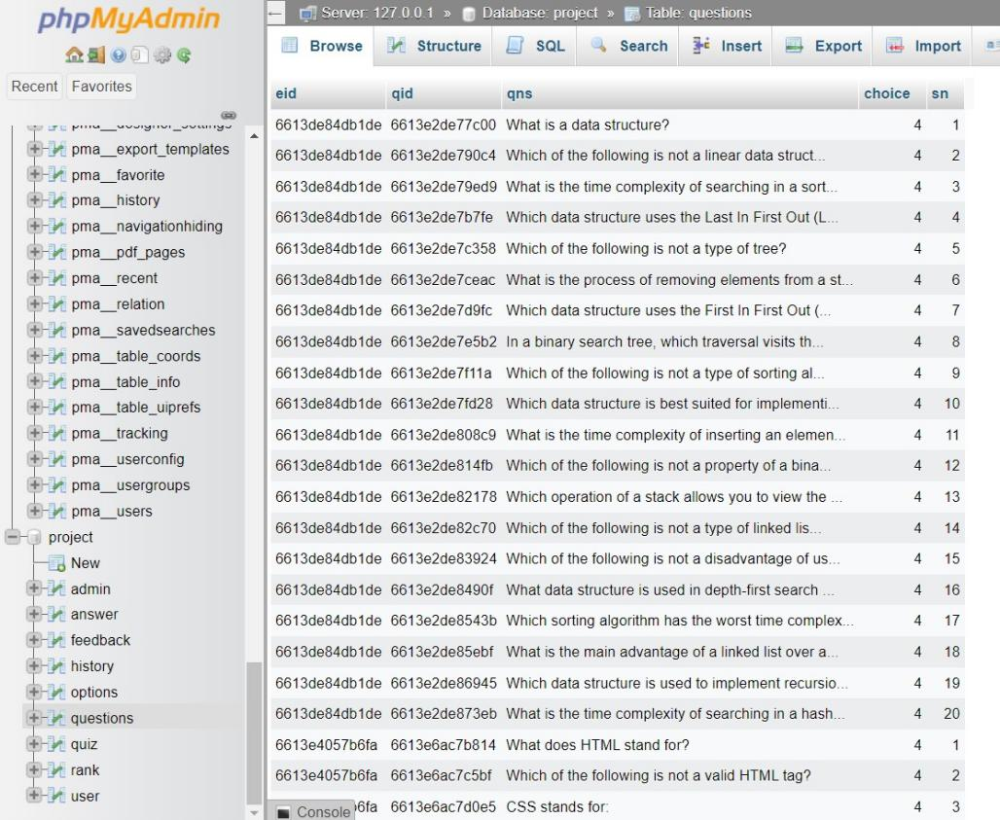 phpMyAdmin
Recent Favorites
pma__designer_settings
pma__export_templates
pma__favorite
pma__history
pma__navigationhiding
pma__pdf_pages
pma__recent
pma__relation
pma__savedsearches
pma__table_coords
pma__table_info
pma__table_uiprefs
pma__tracking
pma__userconfig
pma__usergroups
pma__users
project
New
admin
answer
feedback
history
options
questions
quiz
rank
user
Server: 127.0.0.1 » Database: project » Table: questions
Browse Structure SQL Search Insert Export Import
eid qid qns choice sn
6613de84db1de 6613e2de77c00 What is a data structure? 4 1
6613de84db1de 6613e2de790c4 Which of the following is not a linear data struct... 4 2
6613de84db1de 6613e2de79ed9 What is the time complexity of searching in a sort... 4 3
6613de84db1de 6613e2de7b7fe Which data structure uses the Last In First Out (L... 4 4
6613de84db1de 6613e2de7c358 Which of the following is not a type of tree? 4 5
6613de84db1de 6613e2de7ceac What is the process of removing elements from a st... 4 6
6613de84db1de 6613e2de7d9fc Which data structure uses the First In First Out (... 4 7
6613de84db1de 6613e2de7e5b2 In a binary search tree, which traversal visits th... 4 8
6613de84db1de 6613e2de7f11a Which of the following is not a type of sorting al... 4 9
6613de84db1de 6613e2de7fd28 Which data structure is best suited for implementi... 4 10
6613de84db1de 6613e2de808c9 What is the time complexity of inserting an elemen... 4 11
6613de84db1de 6613e2de814fb Which of the following is not a property of a bina... 4 12
6613de84db1de 6613e2de82178 Which operation of a stack allows you to view the ... 4 13
6613de84db1de 6613e2de82c70 Which of the following is not a type of linked lis... 4 14
6613de84db1de 6613e2de83924 Which of the following is not a disadvantage of us... 4 15
6613de84db1de 6613e2de8490f What data structure is used in depth-first search ... 4 16
6613de84db1de 6613e2de8543b Which sorting algorithm has the worst time complex... 4 17
6613de84db1de 6613e2de85ebf What is the main advantage of a linked list over a... 4 18
6613de84db1de 6613e2de86945 Which data structure is used to implement recursio... 4 19
6613de84db1de 6613e2de873eb What is the time complexity of searching in a hash... 4 20
6613e4057b6fa 6613e6ac7b814 What does HTML stand for? 4 1
6613e4057b6fa 6613e6ac7c5bf Which of the following is not a valid HTML tag? 4 2
6fa 6613e6ac7d0e5 CSS stands for: 4 3
Console